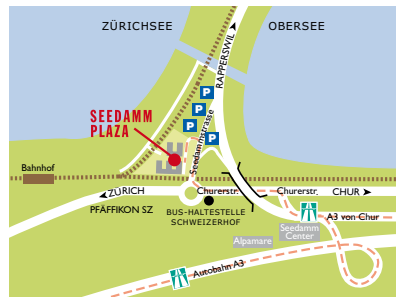 ZÜRICHSEE
OBERSEE
RAPPERSWIL
P
P
P
P
SEEDAMM
PLAZA
Seedammstrasse
Bahnhof
ZÜRICH
Churerstr.
Churerstr.
CHUR
PFÄFFIKON SZ
BUS-HALTESTELLE
SCHWEIZERHOF
A3 von Chur
Seedamm
Center
Alpamare
Autobahn A3